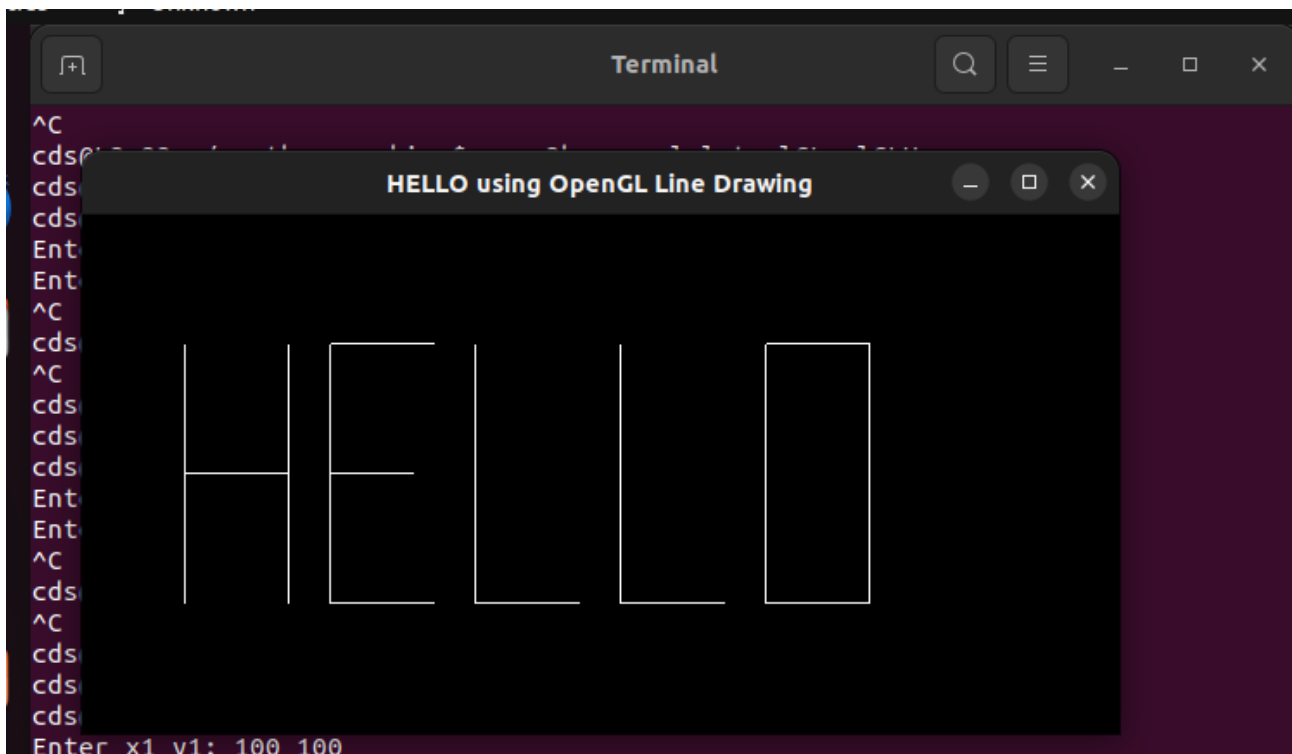 Terminal
^C
cds
HELLO using OpenGL Line Drawing
cds
cds
Ent
Ent
^C
cds
^C
cds
cds
cds
Ent
Ent
^C
cds
^C
cds
cds
cds
HELLO
Enter x1 y1: 100 100